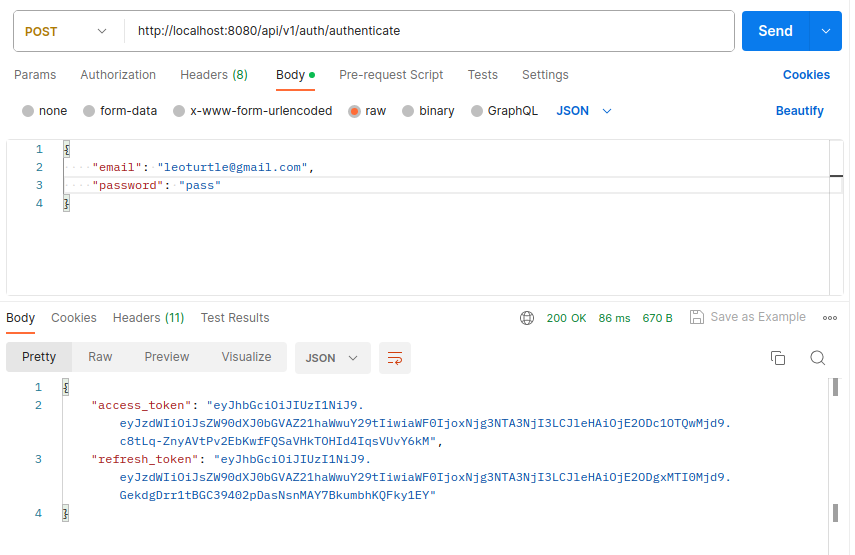 POST http://localhost:8080/api/v1/auth/authenticate Send
Params Authorization Headers (8) Body Pre-request Script Tests Settings Cookies
none form-data x-www-form-urlencoded raw binary GraphQL JSON Beautify
1 {
2 "email": "leoturtle@gmail.com",
3 "password": "pass"
4 }
Body Cookies Headers (11) Test Results 200 OK 86 ms 670 B Save as Example
Pretty Raw Preview Visualize JSON
1 {
2 "access_token": "eyJhbGciOiJIUzI1NiJ9.
eyJzdWIiOiJsZW90dXJ0bGVAZ21haWwuY29tIiwiaWF0IjoxNjg3NTA3NjI3LCJleHAiOjE2ODc1OTQwMjd9.
c8tLq-ZnyAVtPv2EbKwfFQSaVHkTOHId4IqsVUvY6kM",
3 "refresh_token": "eyJhbGciOiJIUzI1NiJ9.
eyJzdWIiOiJsZW90dXJ0bGVAZ21haWwuY29tIiwiaWF0IjoxNjg3NTA3NjI3LCJleHAiOjE2ODgxMTI0Mjd9.
GekdgDrr1tBGC39402pDasNsnMAY7BkumbhKQFky1EY"
4 }